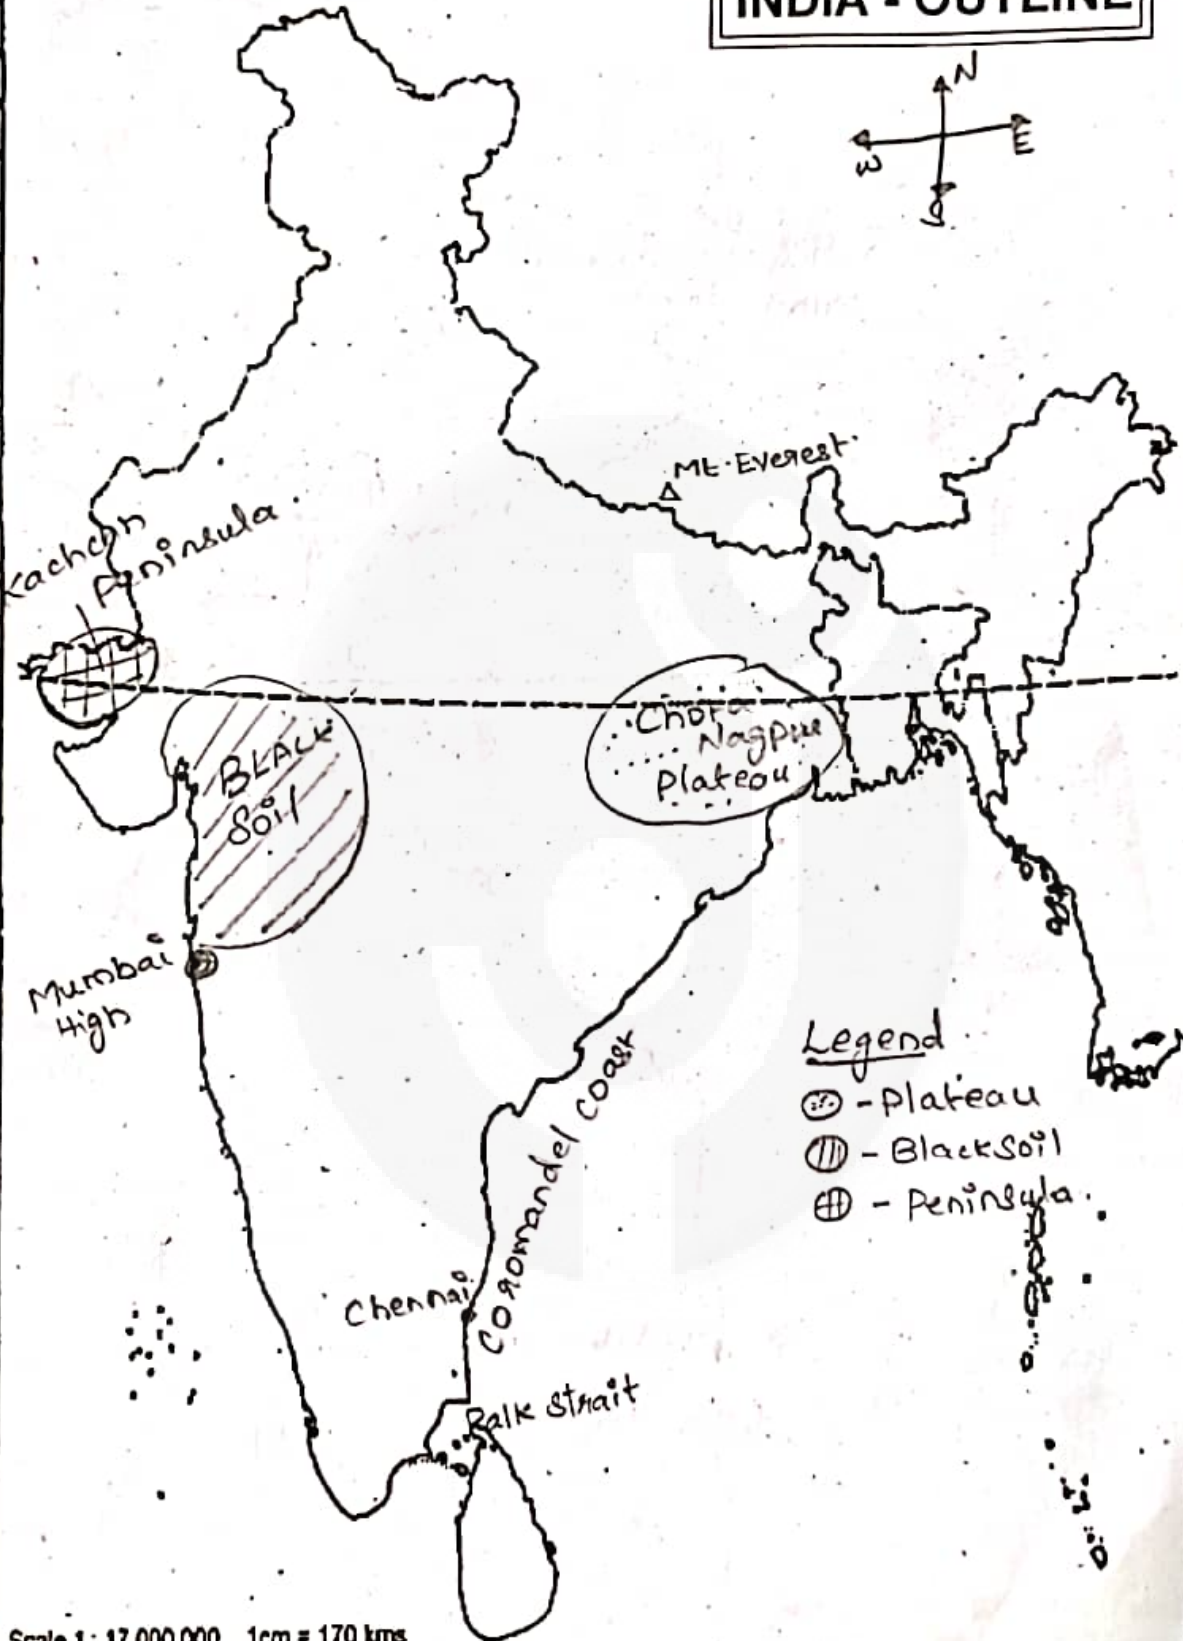 INDIA - OUTLINE
N
W
E
S
Mt. Everest
Kachchh
Peninsula
Chota
Nagpur
Plateau
BLACK
Soil
Mumbai
High
Coromandel Coast
Legend
- Plateau
- Black Soil
- Peninsula
Chennai
Palk Strait
Scale 1 : 17,000,000 1cm = 170 kms